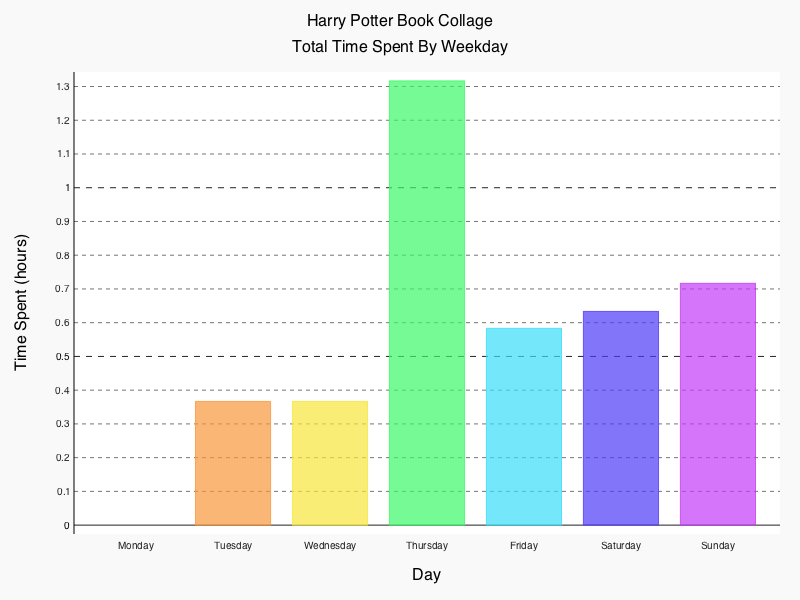 Harry Potter Book Collage
Total Time Spent By Weekday
Time Spent (hours)
1.3
1.2
1.1
1
0.9
0.8
0.7
0.6
0.5
0.4
0.3
0.2
0.1
0
Monday Tuesday Wednesday Thursday Friday Saturday Sunday
Day